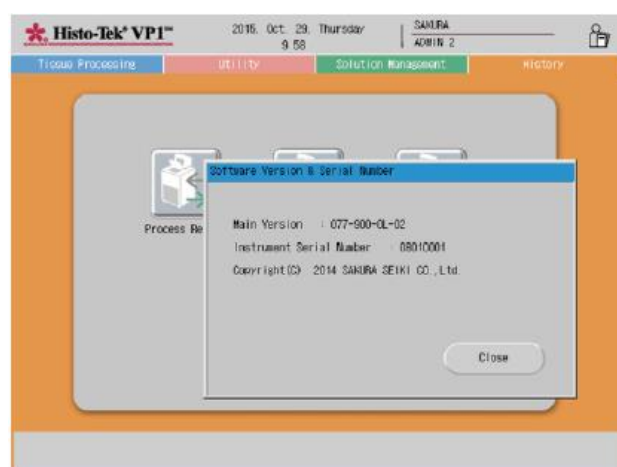 Histo-Tek® VP1™
2015. Oct. 29. Thursday
9:58
SAKURA
ADMIN 2
Tissue Processing
Utility
Solution Management
History
Process Re
Software Version & Serial Number
Main Version : 077-900-0L-02
Instrument Serial Number : 08010001
Copyright(C) 2014 SAKURA SEIKI CO.,Ltd.
Close